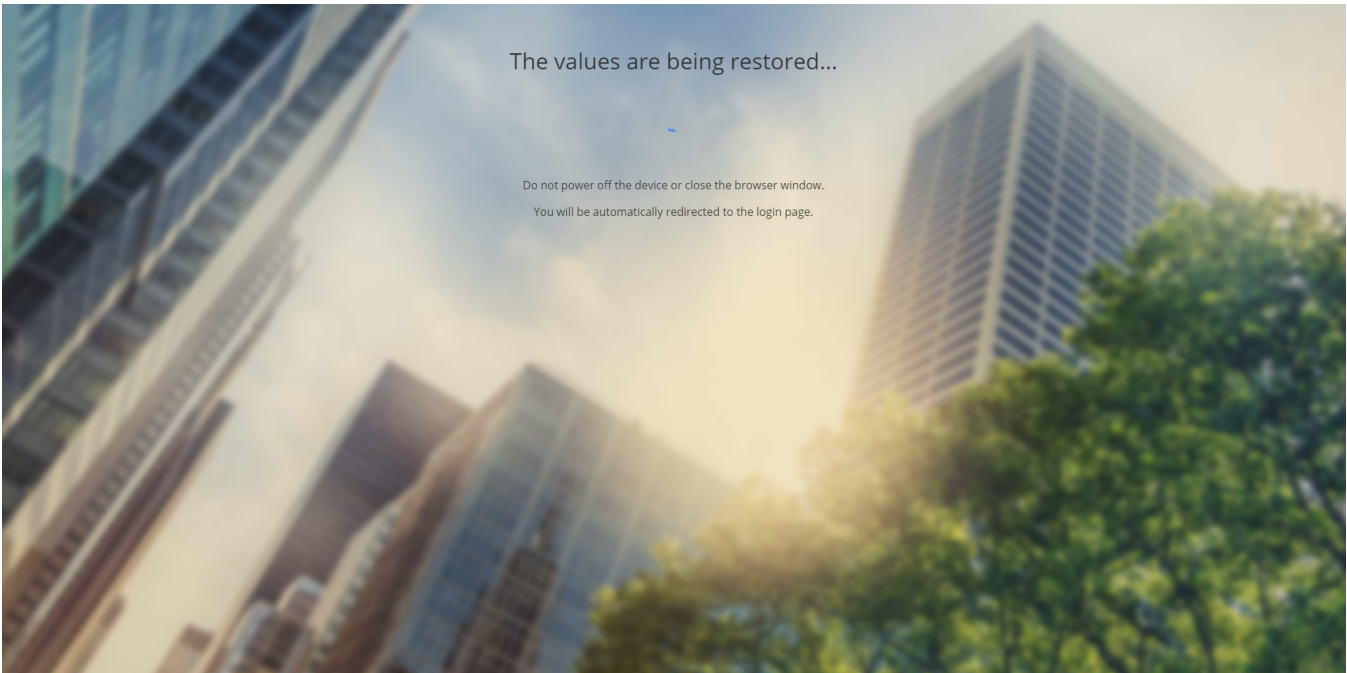 The values are being restored...
Do not power off the device or close the browser window.
You will be automatically redirected to the login page.